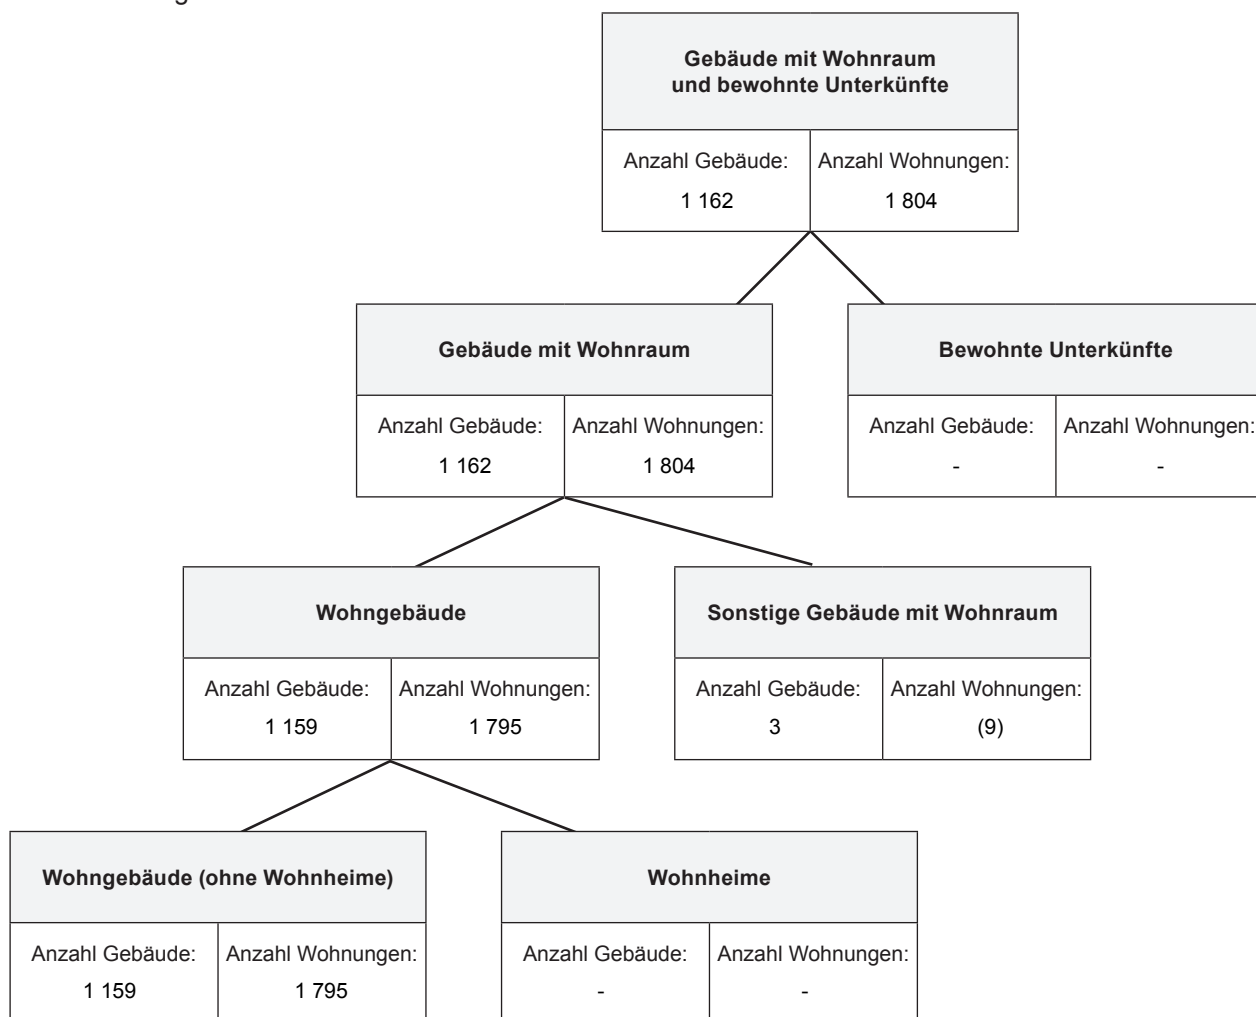 Gebäude mit Wohnraum
und bewohnte Unterkünfte
Anzahl Gebäude: Anzahl Wohnungen:
1 162 1 804
Gebäude mit Wohnraum Bewohnte Unterkünfte
Anzahl Gebäude: Anzahl Wohnungen: Anzahl Gebäude: Anzahl Wohnungen:
1 162 1 804 - -
Wohngebäude Sonstige Gebäude mit Wohnraum
Anzahl Gebäude: Anzahl Wohnungen: Anzahl Gebäude: Anzahl Wohnungen:
1 159 1 795 3 (9)
Wohngebäude (ohne Wohnheime) Wohnheime
Anzahl Gebäude: Anzahl Wohnungen: Anzahl Gebäude: Anzahl Wohnungen:
1 159 1 795 - -